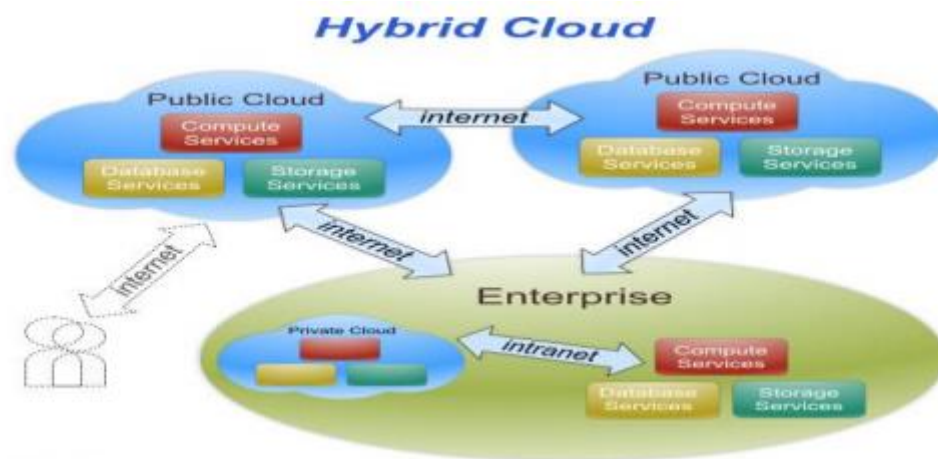 Hybrid Cloud
Public Cloud
Compute
Services
Database
Services
Storage
Services
internet
Public Cloud
Compute
Services
Database
Services
Storage
Services
internet
internet
internet
Enterprise
Private Cloud
intranet
Compute
Services
Database
Services
Storage
Services